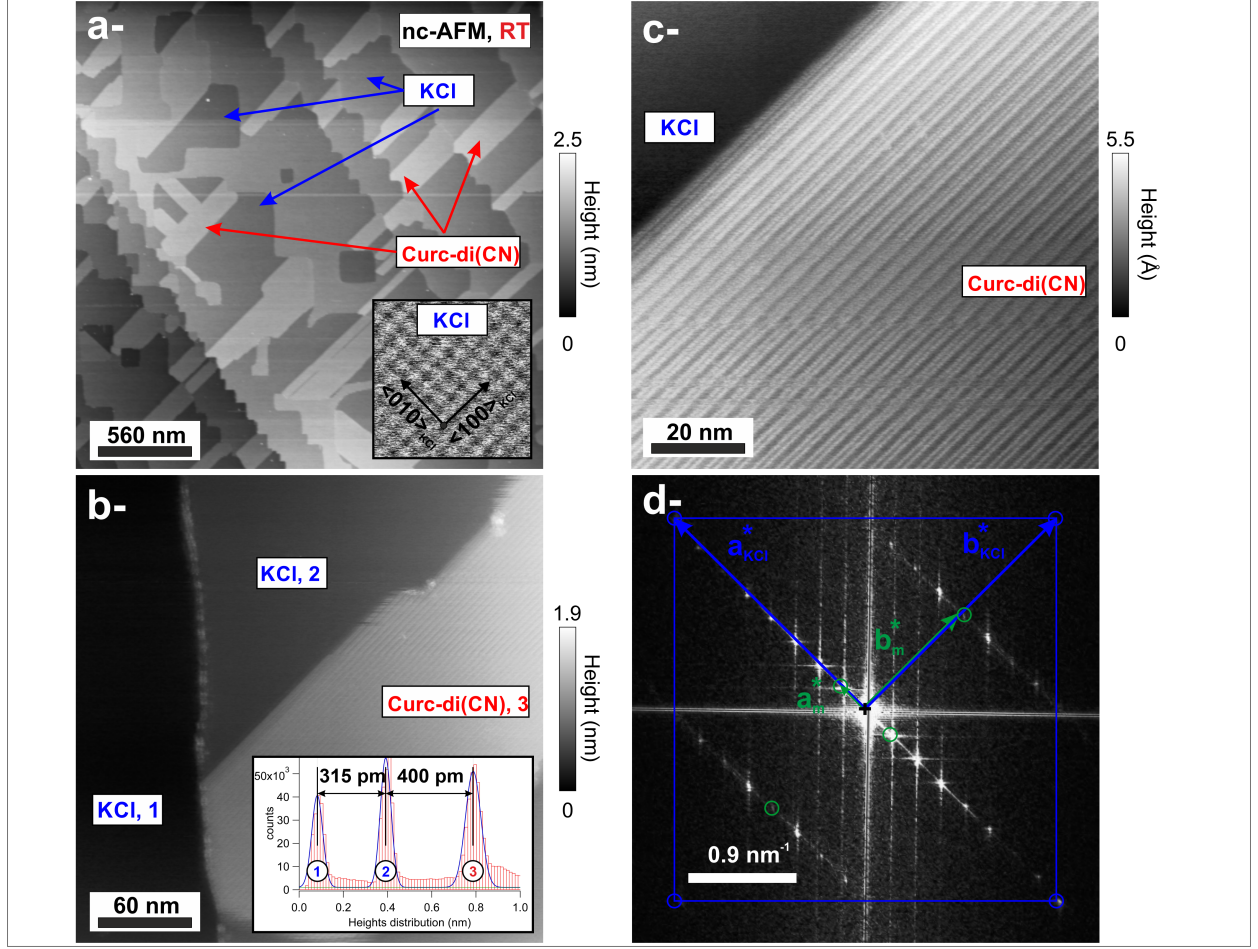 a-
nc-AFM, RT
KCl
Curc-di(CN)
KCl
<010>KCl
<100>KCl
560 nm
2.5
Height (nm)
0
c-
KCl
Curc-di(CN)
20 nm
5.5
Height (Å)
0
b-
KCl, 2
Curc-di(CN), 3
KCl, 1
60 nm
315 pm
400 pm
50x10³
40
30
20
10
0
counts
1
2
3
0.0
0.2
0.4
0.6
0.8
1.0
Heights distribution (nm)
1.9
Height (nm)
0
d-
a*KCl
b*KCl
b*m
a*m
0.9 nm-1